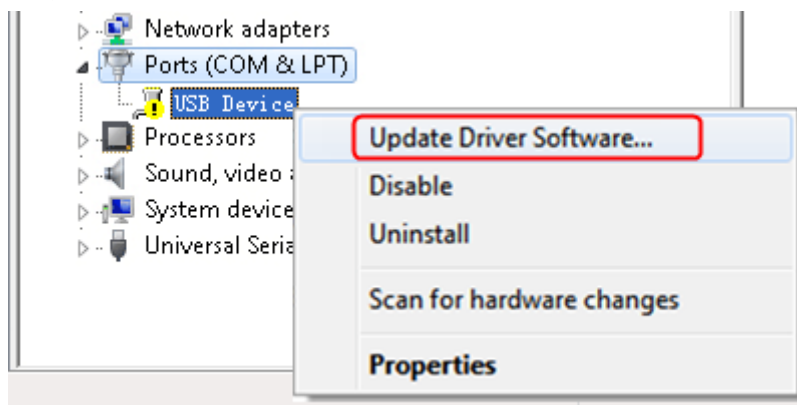 Network adapters
Ports (COM & LPT)
USB Device
Processors
Sound, video
System device
Universal Seria
Update Driver Software...
Disable
Uninstall
Scan for hardware changes
Properties